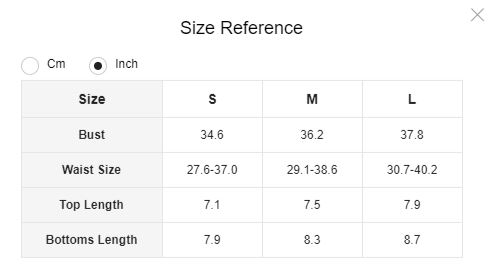 Size Reference
Cm Inch
Size S M L
Bust 34.6 36.2 37.8
Waist Size 27.6-37.0 29.1-38.6 30.7-40.2
Top Length 7.1 7.5 7.9
Bottoms Length 7.9 8.3 8.7